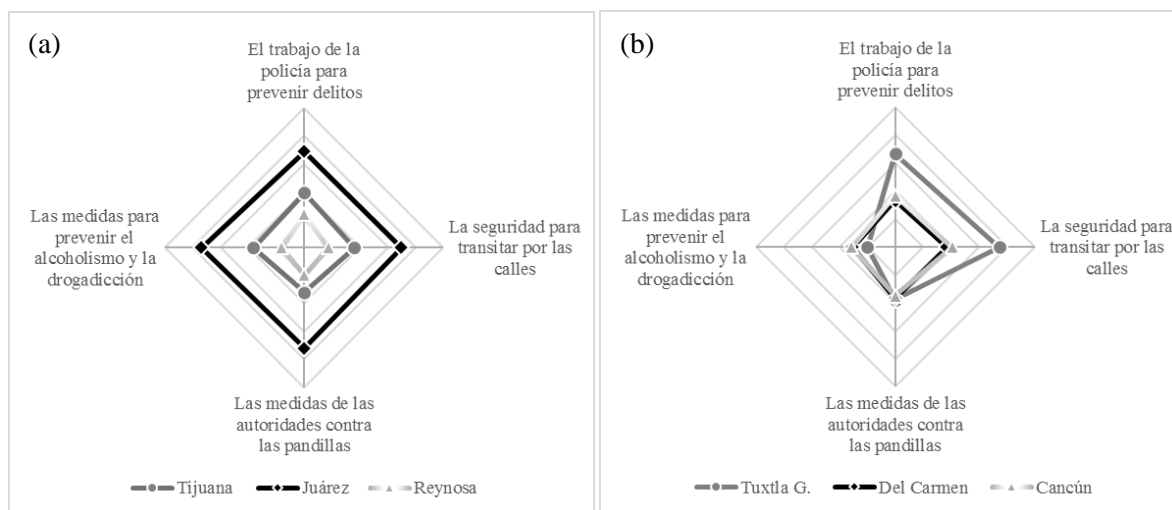 (a)
El trabajo de la
policía para
prevenir delitos
Las medidas para
prevenir el
alcoholismo y la
drogadicción
La seguridad para
transitar por las
calles
Las medidas de las
autoridades contra
las pandillas
Tijuana
Juárez
Reynosa
(b)
El trabajo de la
policía para
prevenir delitos
Las medidas para
prevenir el
alcoholismo y la
drogadicción
La seguridad para
transitar por las
calles
Las medidas de las
autoridades contra
las pandillas
Tuxtla G.
Del Carmen
Cancún